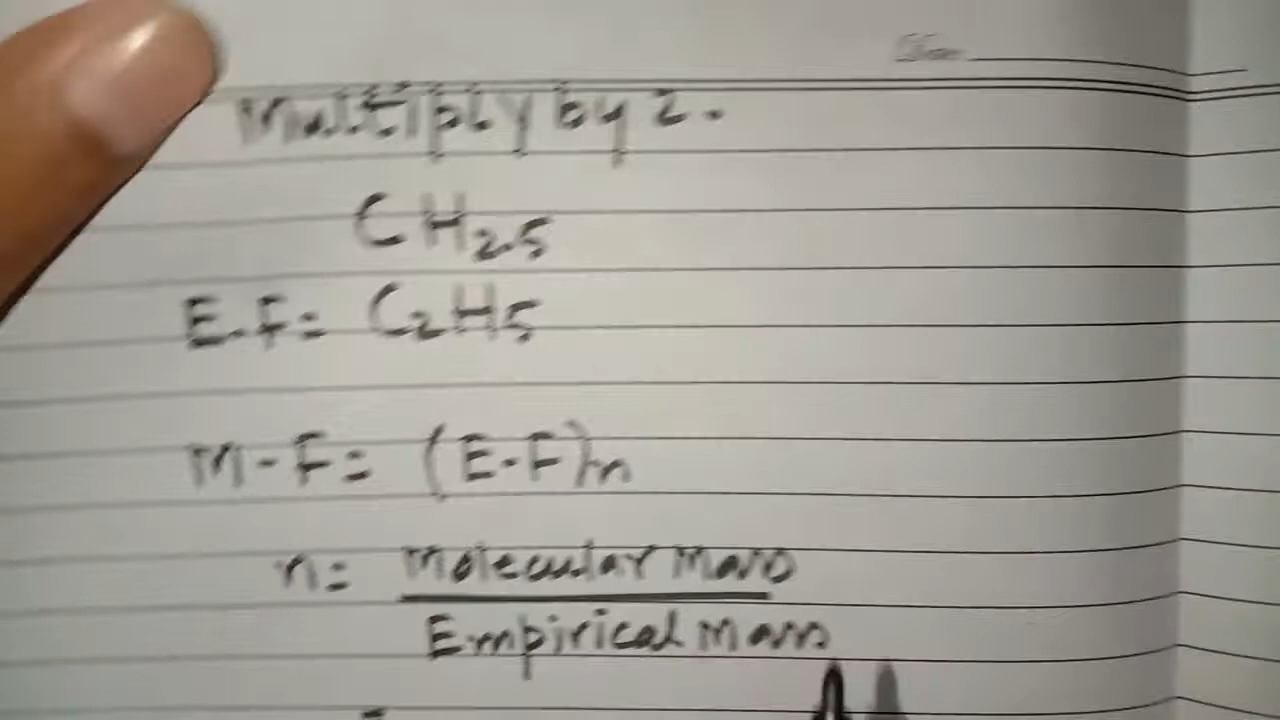 Multiply by 2.
CH2.5
E.F= C2H5
M-F= (E.F)n
n= Molecular Mass
Empirical Mass